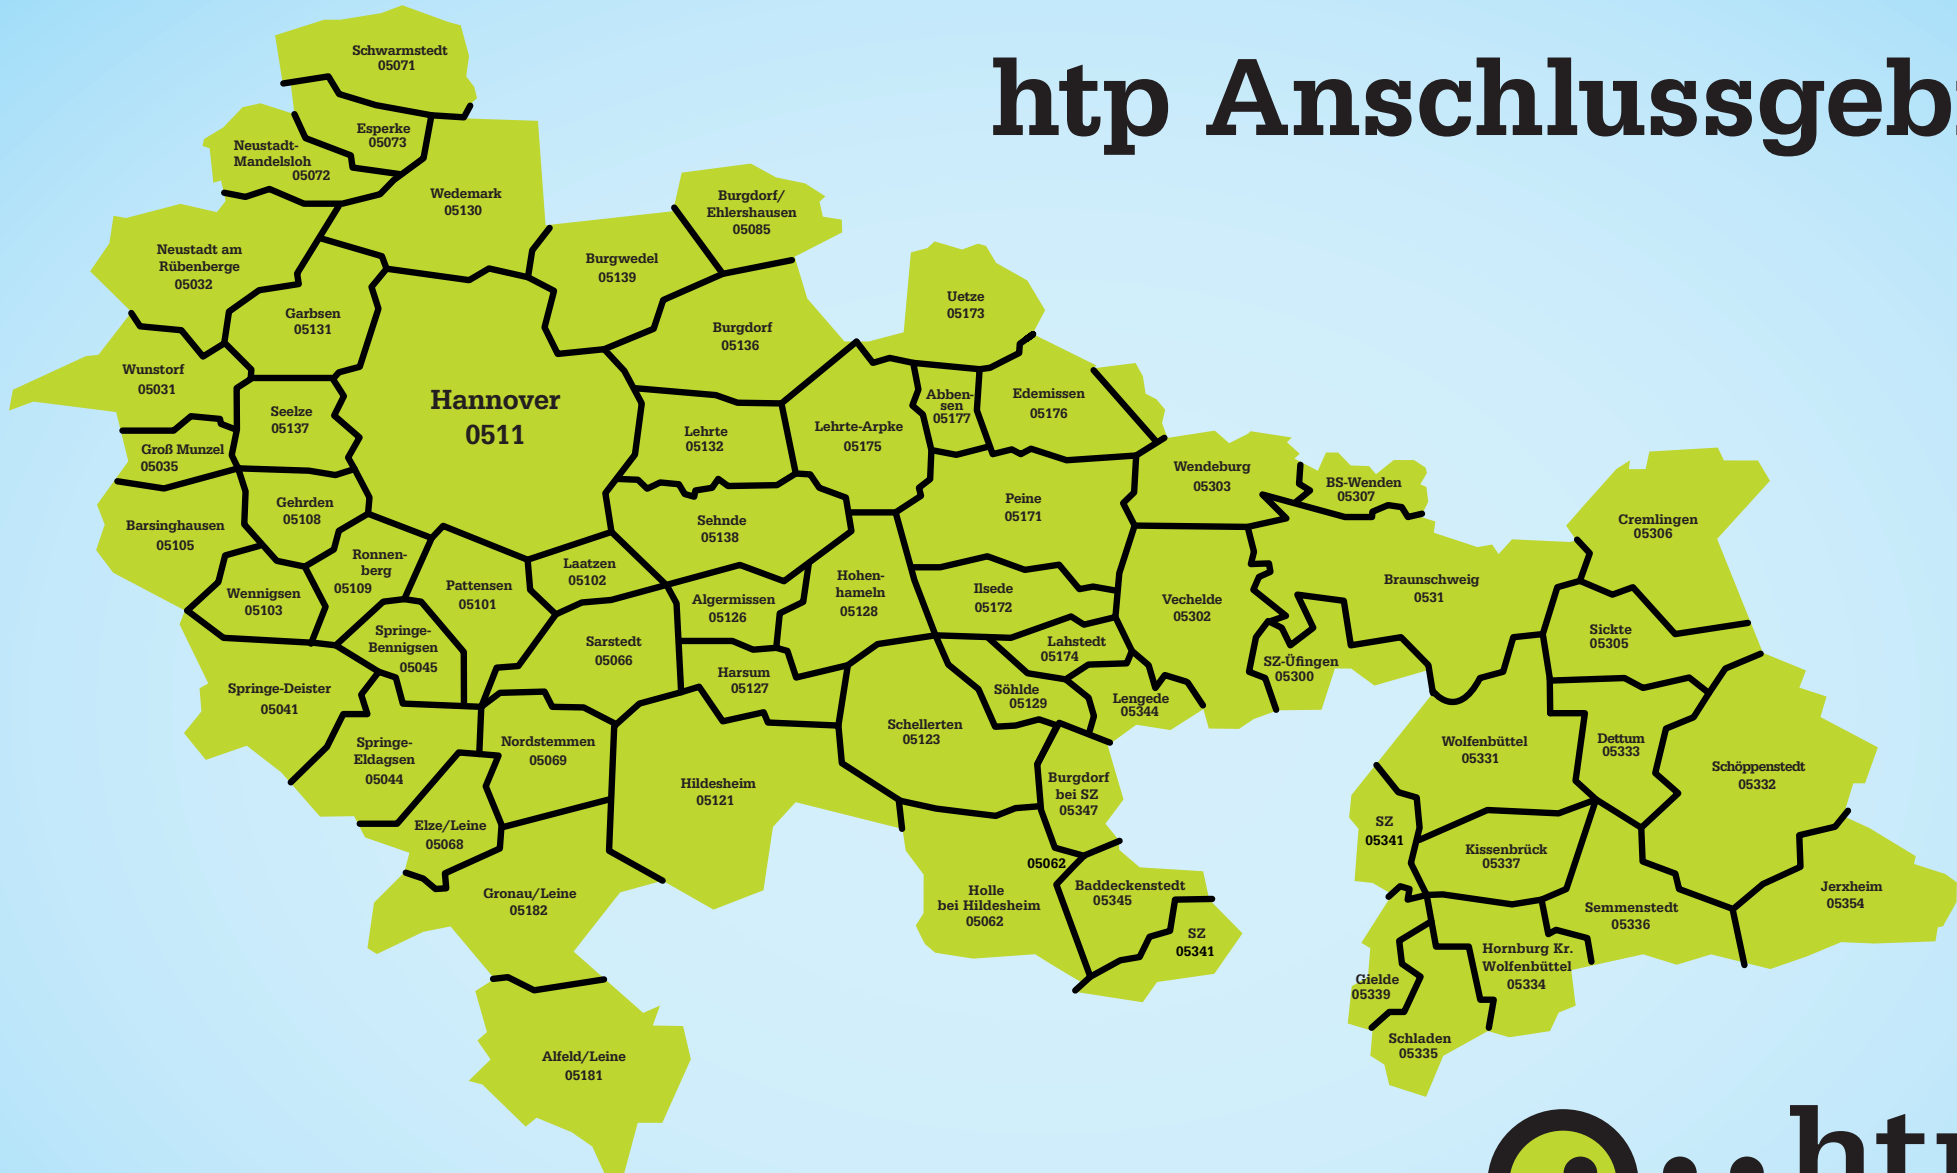 htp Anschlussgebi
Schwarmstedt
05071
Esperke
05073
Neustadt-
Mandelsloh
05072
Wedemark
05130
Burgdorf/
Ehlershausen
05085
Neustadt am
Rübenberge
05032
Burgwedel
05139
Garbsen
05131
Uetze
05173
Burgdorf
05136
Wunstorf
05031
Hannover
0511
Seelze
05137
Abben-
sen
05177
Edemissen
05176
Lehrte
05132
Lehrte-Arpke
05175
Groß Munzel
05035
Wendeburg
05303
BS-Wenden
05307
Gehrden
05108
Peine
05171
Barsinghausen
05105
Sehnde
05138
Cremlingen
05306
Ronnen-
berg
05109
Laatzen
05102
Pattensen
05101
Hohen-
hameln
05128
Braunschweig
0531
Wennigsen
05103
Algermissen
05126
Ilsede
05172
Vechelde
05302
Springe-
Bennigsen
05045
Sarstedt
05066
Lahstedt
05174
Sickte
05305
SZ-Üfingen
05300
Springe-Deister
05041
Harsum
05127
Söhlde
05129
Lengede
05344
Schellerten
05123
Springe-
Eldagsen
05044
Nordstemmen
05069
Wolfenbüttel
05331
Dettum
05333
Schöppenstedt
05332
Hildesheim
05121
Burgdorf
bei SZ
05347
Elze/Leine
05068
SZ
05341
Kissenbrück
05337
05062
Gronau/Leine
05182
Holle
bei Hildesheim
05062
Baddeckenstedt
05345
Jerxheim
05354
Semmenstedt
05336
SZ
05341
Hornburg Kr.
Wolfenbüttel
05334
Gielde
05339
Schladen
05335
Alfeld/Leine
05181